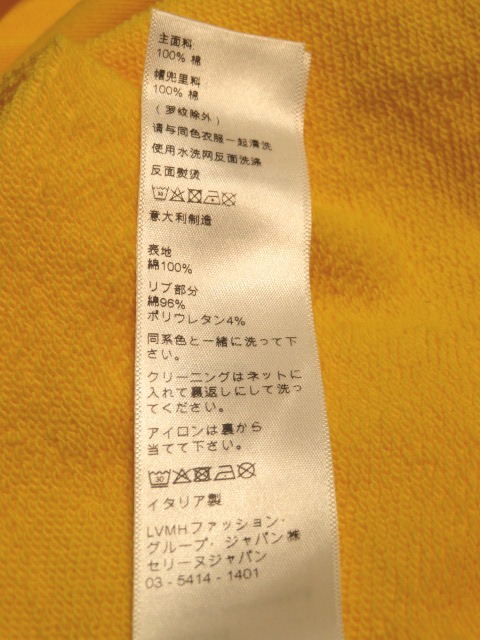 主面料
100% 棉
帽兜里料
100% 棉
(罗纹除外)
请与同色衣服一起清洗
使用水洗网反面洗涤
反面熨烫
30
意大利制造
表地
綿100%
リブ部分
綿96%
ポリウレタン4%
同系色と一緒に洗って下
さい。
クリーニングはネットに
入れて裏返しにして洗っ
てください。
アイロンは裏から
当てて下さい。
30
イタリア製
LVMHファッション・
グループ・ジャパン㈱
セリーヌジャパン
03 - 5414 - 1401